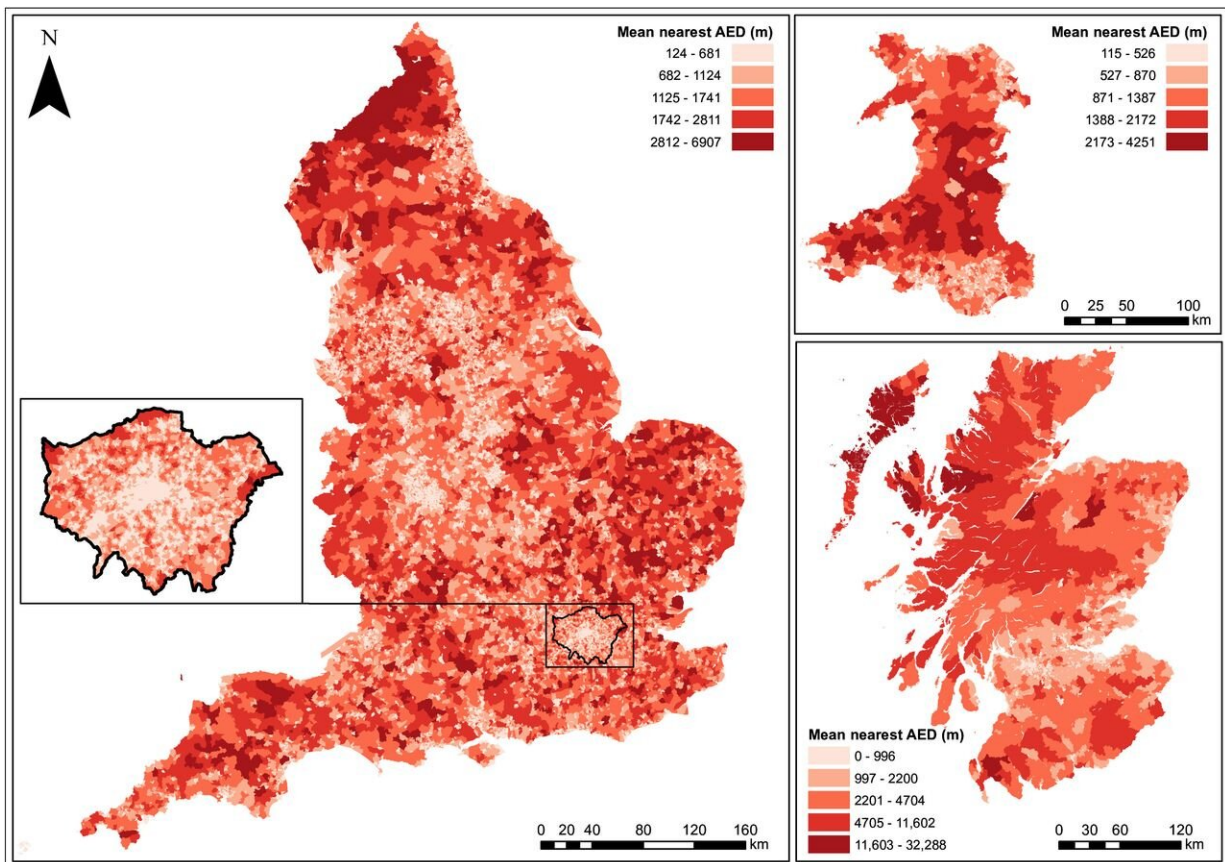 N
Mean nearest AED (m)
124 - 681
682 - 1124
1125 - 1741
1742 - 2811
2812 - 6907
0 20 40 80 120 160
km
Mean nearest AED (m)
115 - 526
527 - 870
871 - 1387
1388 - 2172
2173 - 4251
0 25 50 100
km
Mean nearest AED (m)
0 - 996
997 - 2200
2201 - 4704
4705 - 11,602
11,603 - 32,288
0 30 60 120
km